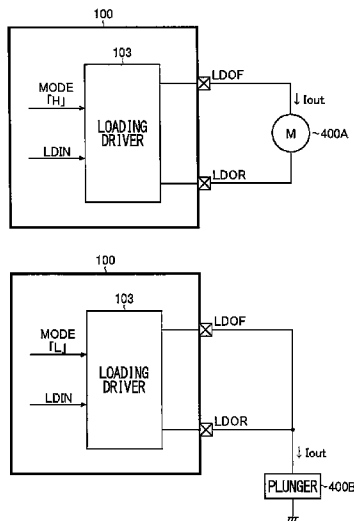 100
103
MODE
「H」
LDIN
LOADING
DRIVER
LDOF
↓ Iout
M
400A
LDOR
100
103
MODE
「L」
LDIN
LOADING
DRIVER
LDOF
LDOR
↓ Iout
PLUNGER
400B